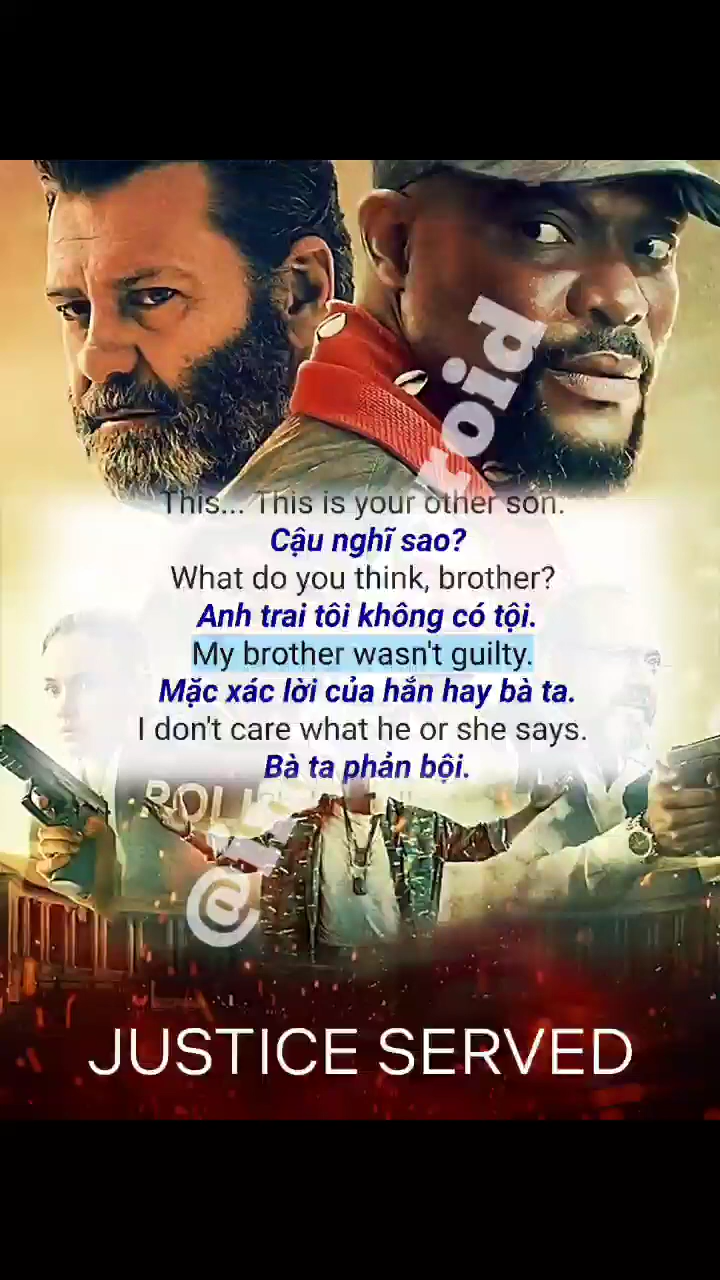 This... This is your other son.
Cậu nghĩ sao?
What do you think, brother?
Anh trai tôi không có tội.
My brother wasn't guilty.
Mặc xác lời của hắn hay bà ta.
I don't care what he or she says.
Bà ta phản bội.
JUSTICE SERVED